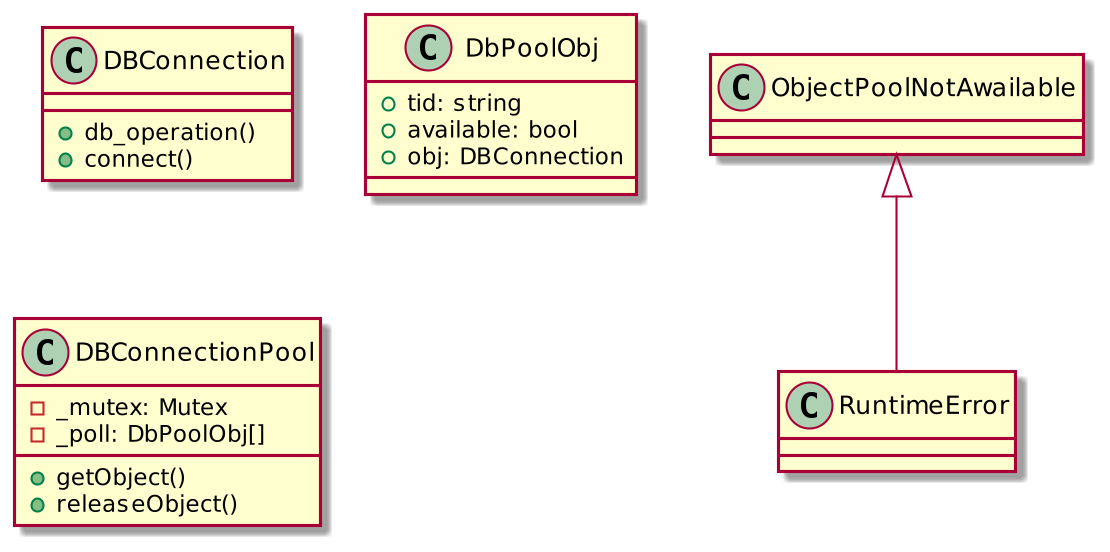 C DBConnection
db_operation()
connect()
C DbPoolObj
tid: string
available: bool
obj: DBConnection
C ObjectPoolNotAwailable
C DBConnectionPool
_mutex: Mutex
_poll: DbPoolObj[]
getObject()
releaseObject()
C RuntimeError